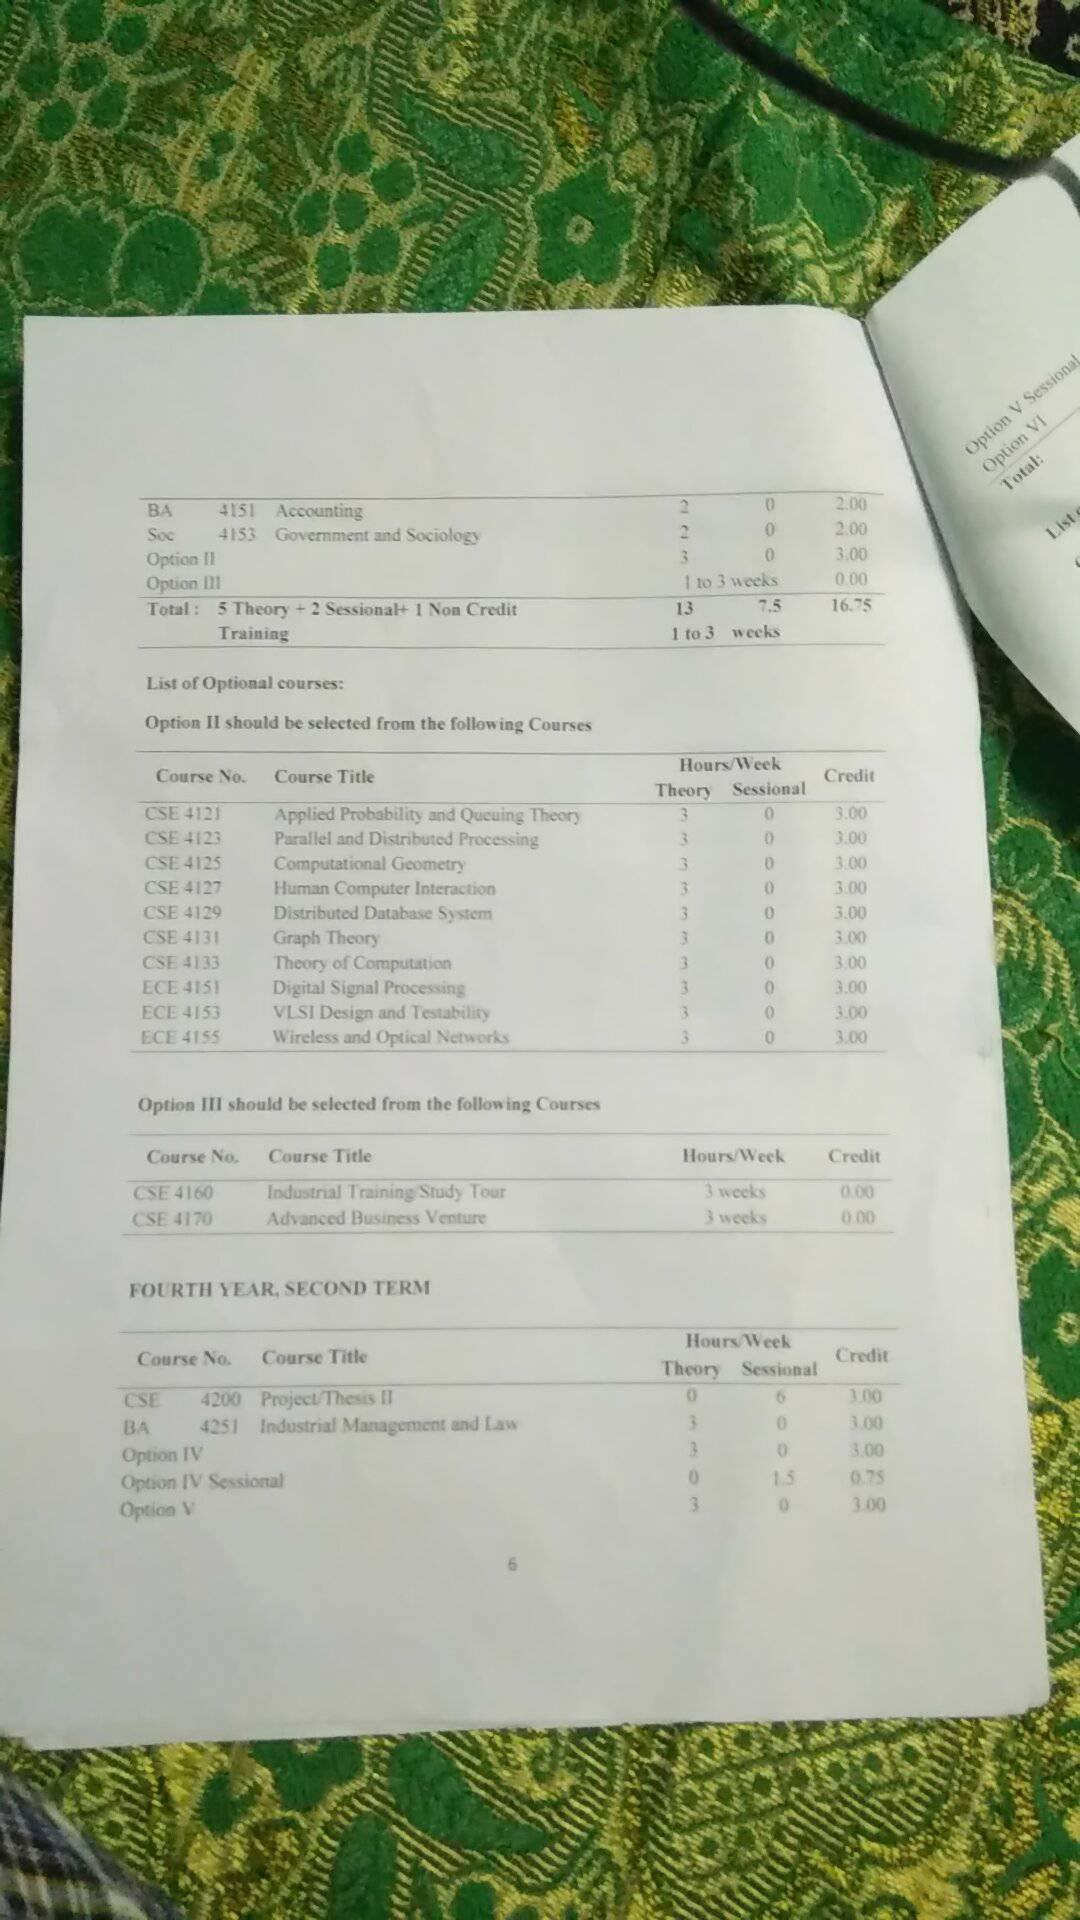 BA 4151 Accounting 2 0 2.00
Soc 4153 Government and Sociology 2 0 2.00
Option II 3 0 3.00
Option III 1 to 3 weeks 0.00
Total : 5 Theory + 2 Sessional+ 1 Non Credit 13 7.5 16.75
Training 1 to 3 weeks
List of Optional courses:
Option II should be selected from the following Courses
Hours/Week
Course No. Course Title Credit
Theory Sessional
CSE 4121 Applied Probability and Queuing Theory 3 0 3.00
CSE 4123 Parallel and Distributed Processing 3 0 3.00
CSE 4125 Computational Geometry 3 0 3.00
CSE 4127 Human Computer Interaction 3 0 3.00
CSE 4129 Distributed Database System 3 0 3.00
CSE 4131 Graph Theory 3 0 3.00
CSE 4133 Theory of Computation 3 0 3.00
ECE 4151 Digital Signal Processing 3 0 3.00
ECE 4153 VLSI Design and Testability 3 0 3.00
ECE 4155 Wireless and Optical Networks 3 0 3.00
Option III should be selected from the following Courses
Course No. Course Title Hours/Week Credit
CSE 4160 Industrial Training/Study Tour 3 weeks 0.00
CSE 4170 Advanced Business Venture 3 weeks 0.00
FOURTH YEAR, SECOND TERM
Hours/Week
Course No. Course Title Credit
Theory Sessional
CSE 4200 Project/Thesis II 0 6 3.00
BA 4251 Industrial Management and Law 3 0 3.00
Option IV 3 0 3.00
Option IV Sessional 0 1.5 0.75
Option V 3 0 3.00
6
Option V Sessional
Option VI
Total:
List